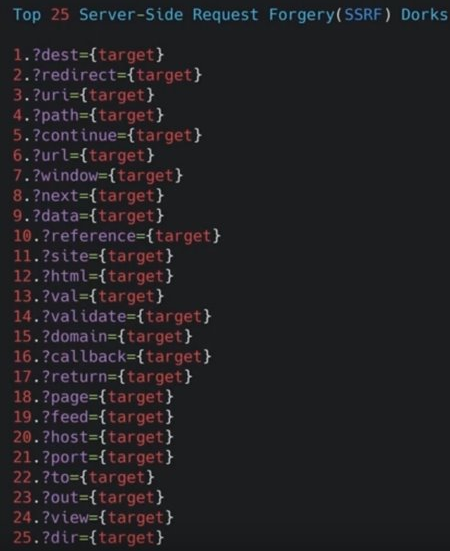 Top 25 Server-Side Request Forgery(SSRF) Dorks
1.?dest={target}
2.?redirect={target}
3.?uri={target}
4.?path={target}
5.?continue={target}
6.?url={target}
7.?window={target}
8.?next={target}
9.?data={target}
10.?reference={target}
11.?site={target}
12.?html={target}
13.?val={target}
14.?validate={target}
15.?domain={target}
16.?callback={target}
17.?return={target}
18.?page={target}
19.?feed={target}
20.?host={target}
21.?port={target}
22.?to={target}
23.?out={target}
24.?view={target}
25.?dir={target}